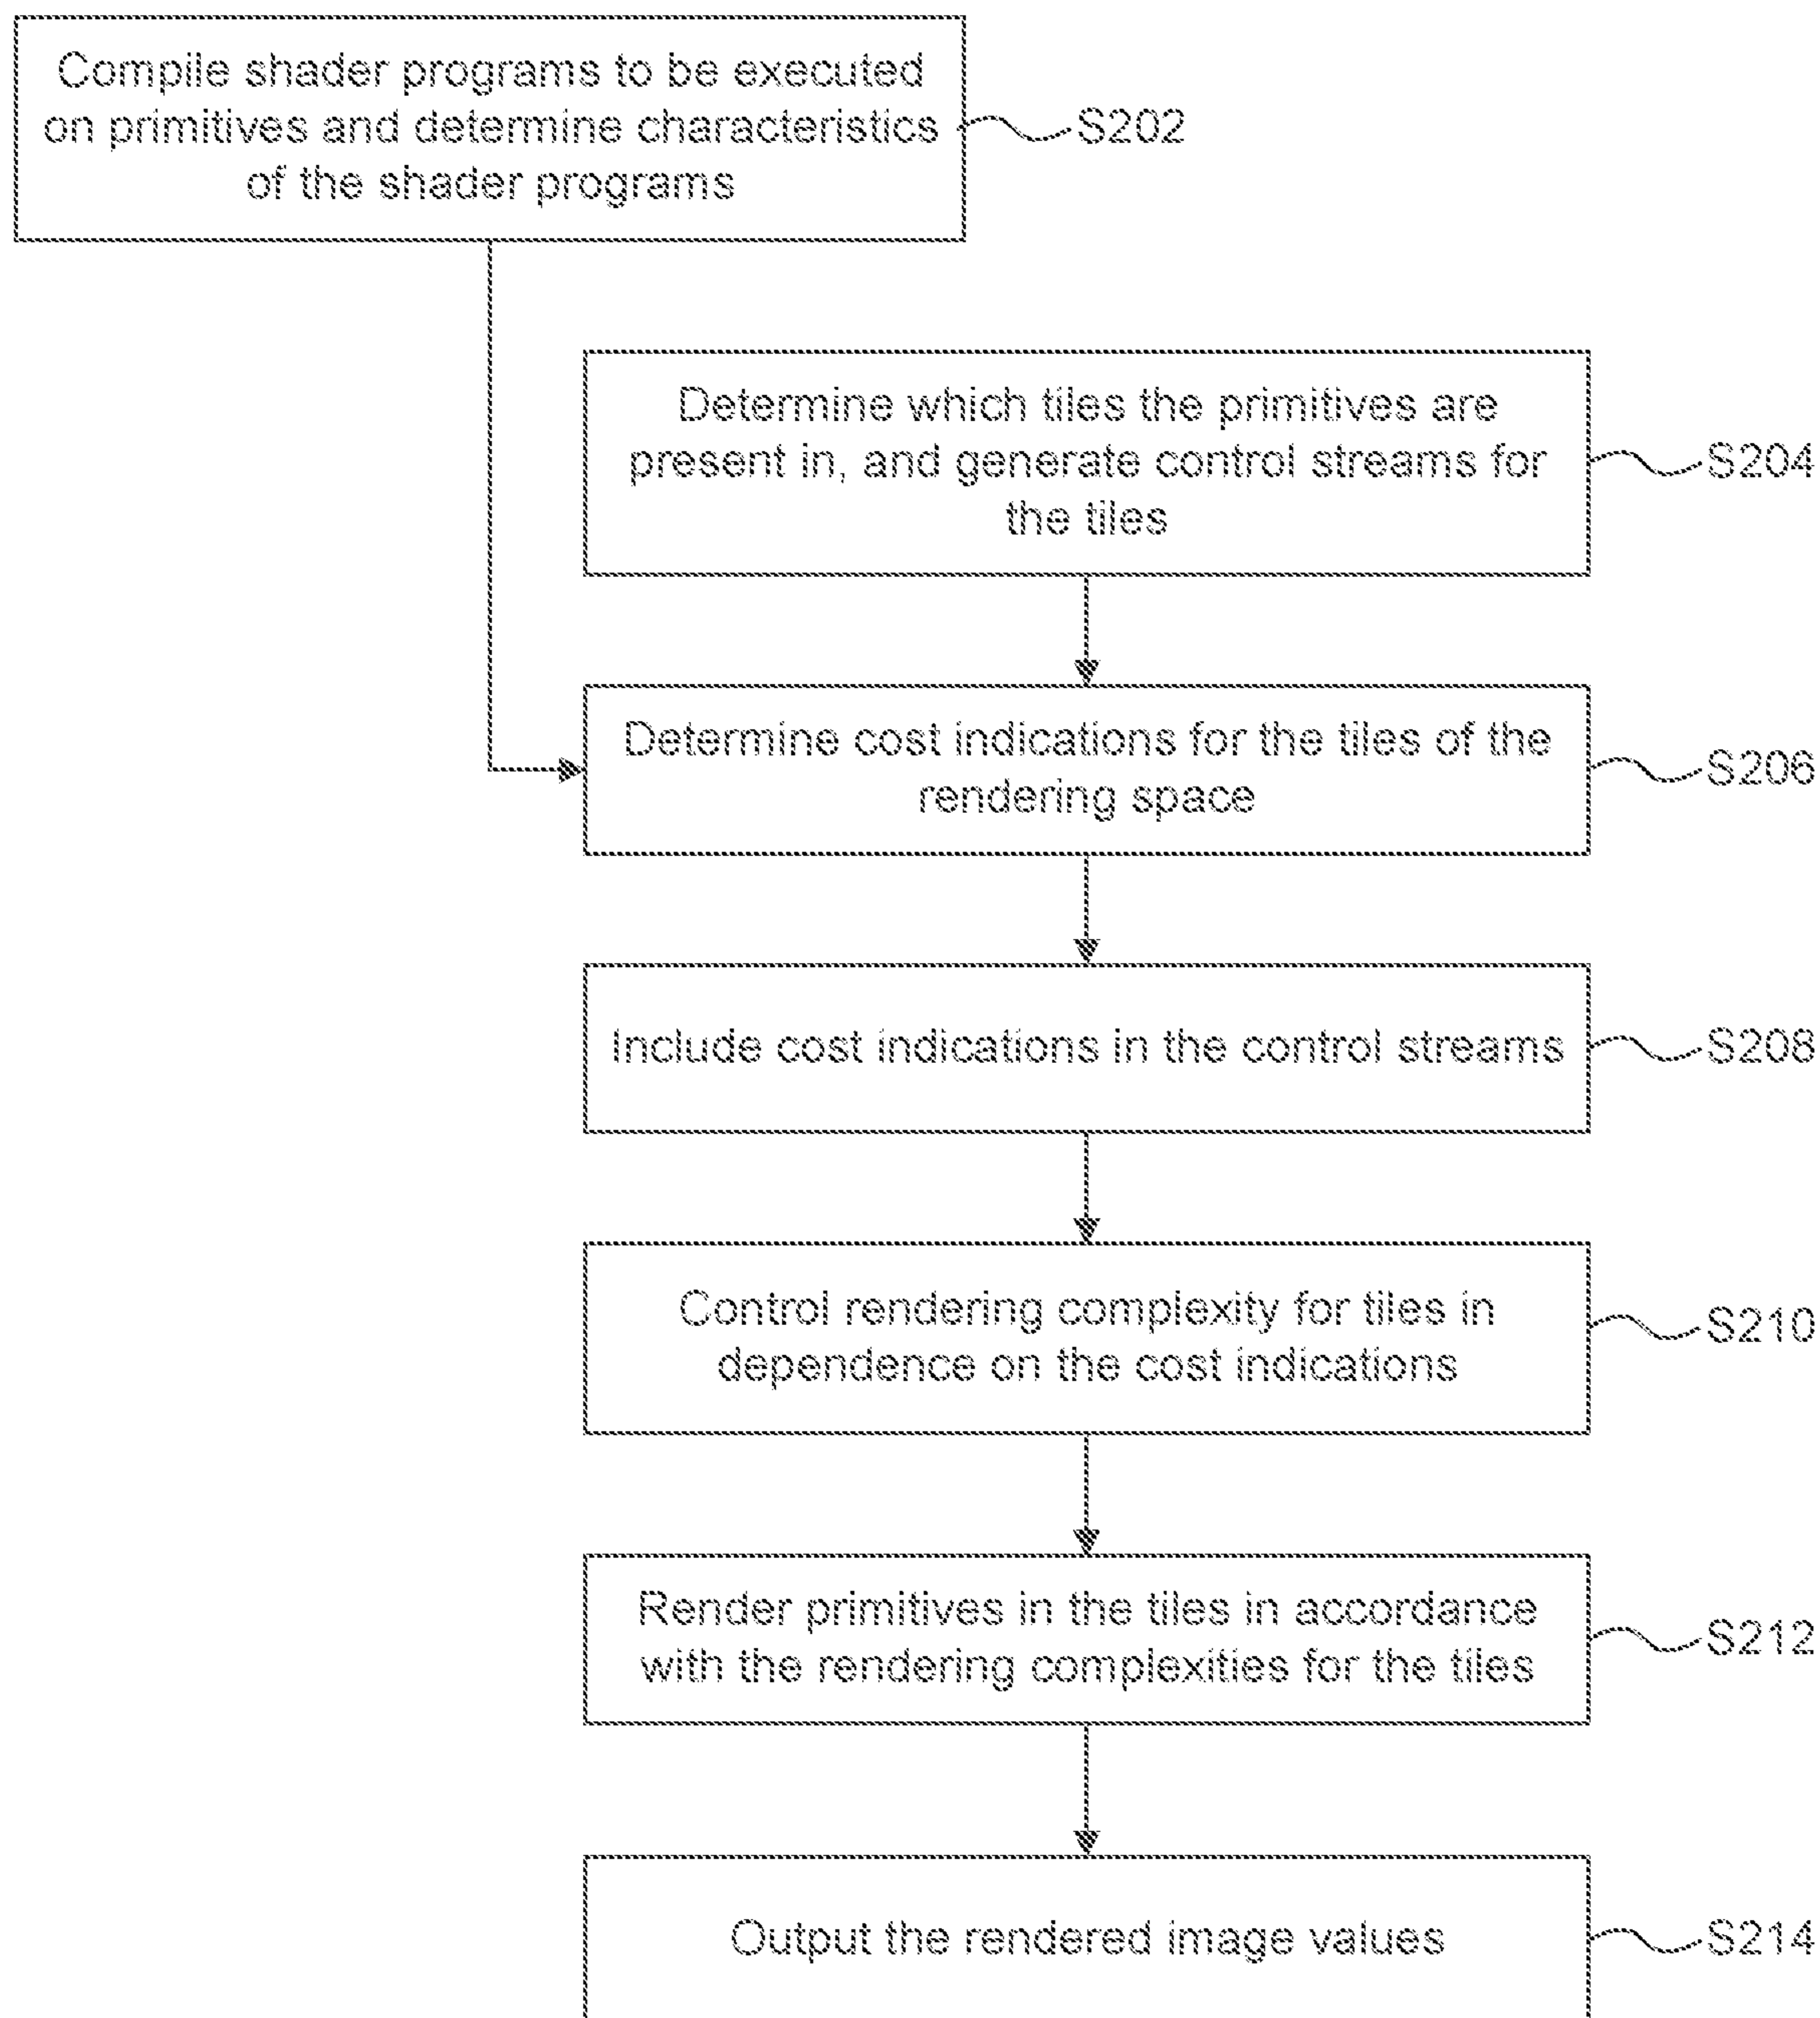 Compile shader programs to be executed
on primitives and determine characteristics
of the shader programs
S202
Determine which tiles the primitives are
present in, and generate control streams for
the tiles
S204
Determine cost indications for the tiles of the
rendering space
S206
Include cost indications in the control streams
S208
Control rendering complexity for tiles in
dependence on the cost indications
S210
Render primitives in the tiles in accordance
with the rendering complexities for the tiles
S212
Output the rendered image values
S214